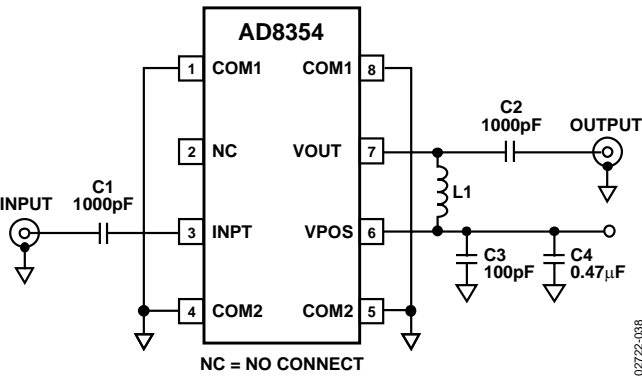 AD8354
1 COM1 COM1 8
C2
1000pF
OUTPUT
2 NC VOUT 7
L1
INPUT
C1
1000pF
3 INPT VPOS 6
C3
100pF
C4
0.47µF
4 COM2 COM2 5
NC = NO CONNECT
02722-038